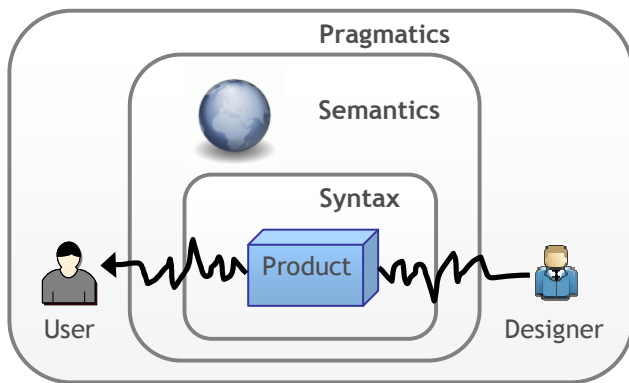 Pragmatics
Semantics
Syntax
Product
User
Designer